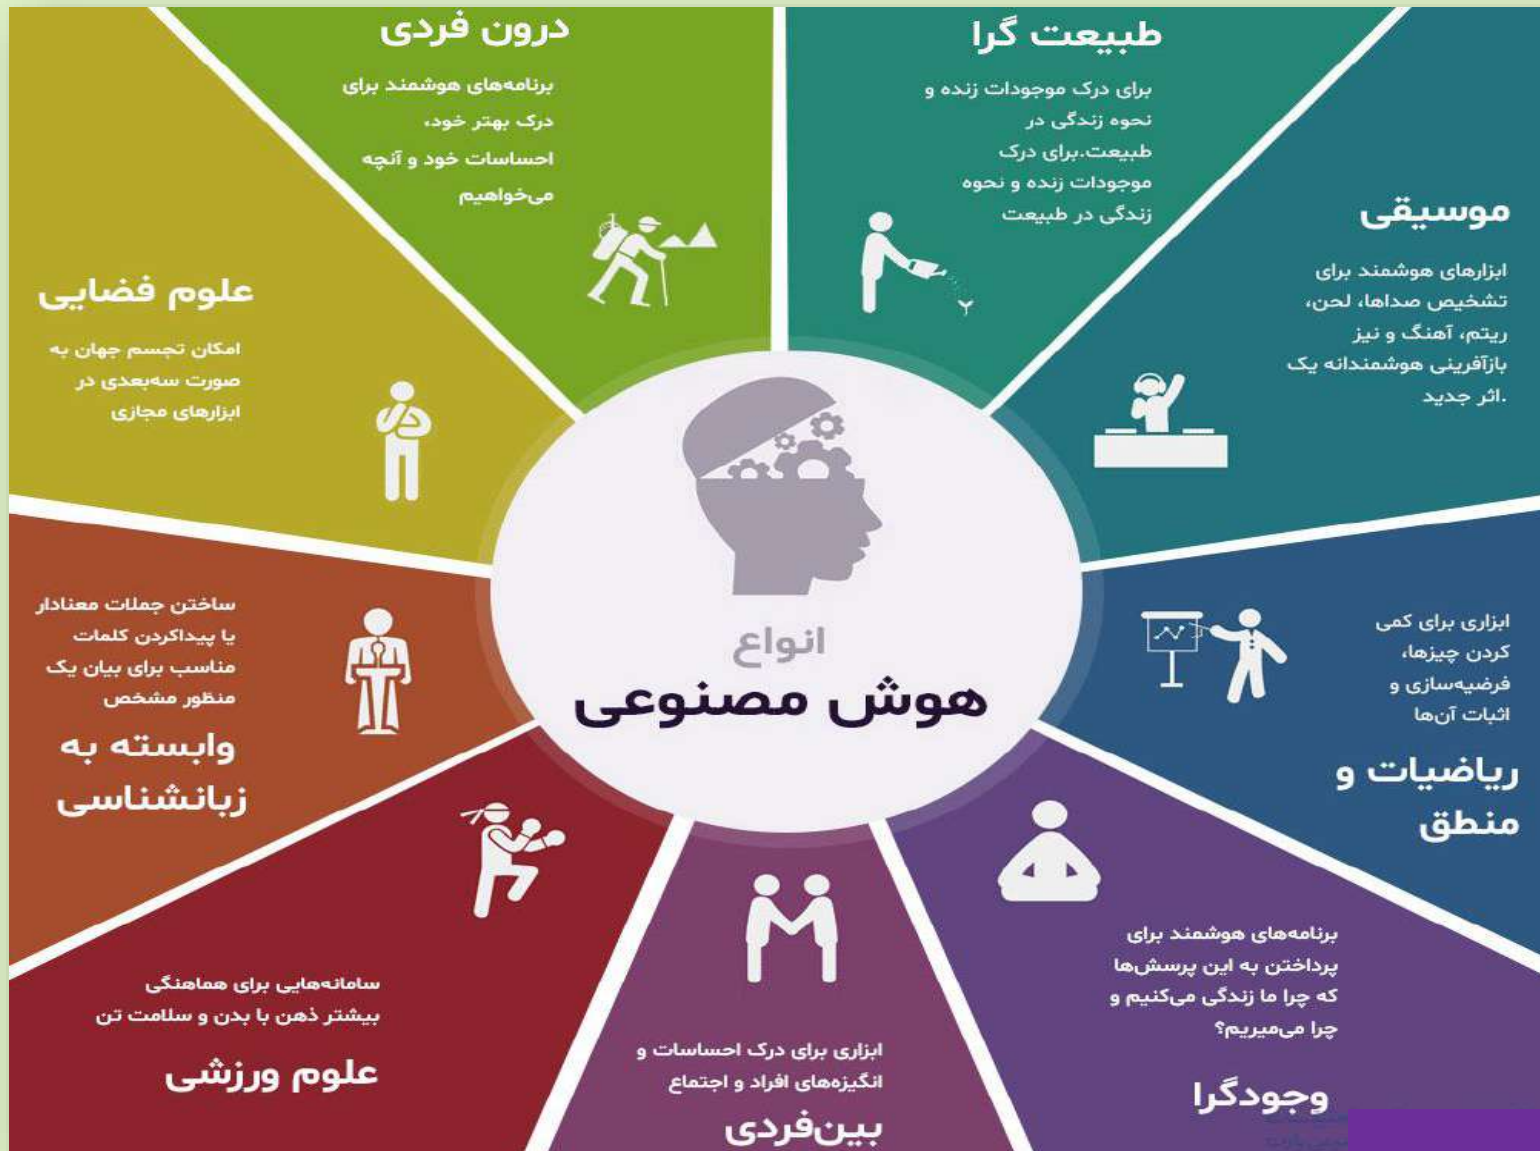 درون فردی
برنامه‌های هوشمند برای
درک بهتر خود،
احساسات خود و آنچه
می‌خواهیم
طبیعت گرا
برای درک موجودات زنده و
نحوه زندگی در
طبیعت.برای درک
موجودات زنده و نحوه
زندگی در طبیعت
موسیقی
ابزارهای هوشمند برای
تشخیص صداها، لحن،
ریتم، آهنگ و نیز
بازآفرینی هوشمندانه یک
.اثر جدید
علوم فضایی
امکان تجسم جهان به
صورت سه‌بعدی در
ابزارهای مجازی
انواع
هوش مصنوعی
ابزاری برای کمی
کردن چیزها،
فرضیه‌سازی و
اثبات آن‌ها
ریاضیات و
منطق
ساختن جملات معنادار
یا پیداکردن کلمات
مناسب برای بیان یک
منظور مشخص
وابسته به
زبانشناسی
برنامه‌های هوشمند برای
پرداختن به این پرسش‌ها
که چرا ما زندگی می‌کنیم و
چرا می‌میریم؟
وجودگرا
ابزاری برای درک احساسات و
انگیزه‌های افراد و اجتماع
بین‌فردی
سامانه‌هایی برای هماهنگی
بیشتر ذهن با بدن و سلامت تن
علوم ورزشی